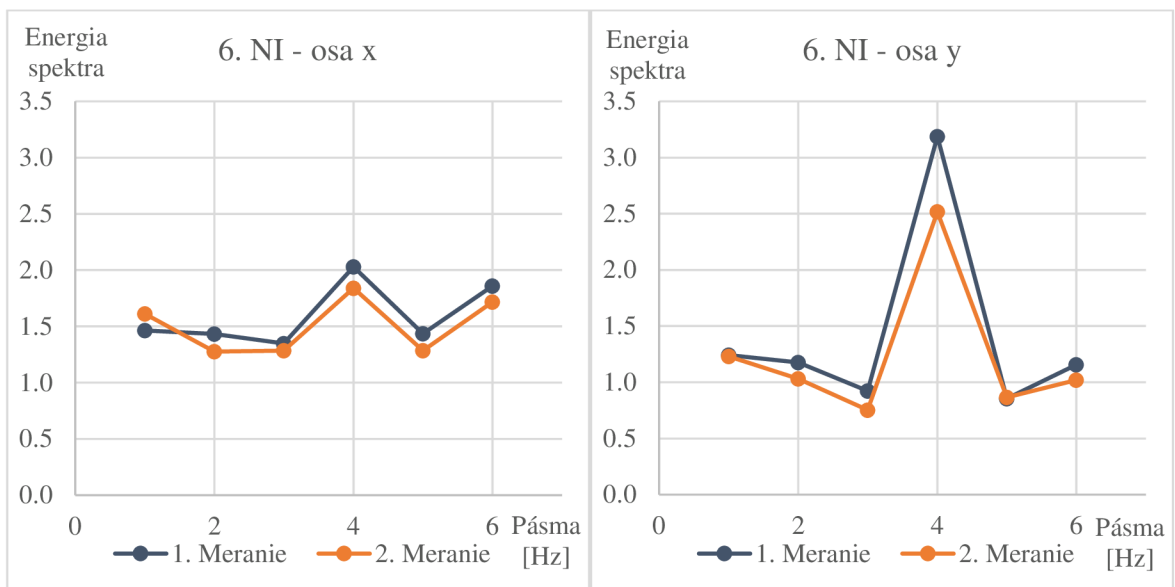 Energia
spektra
6. NI - osa x
3.5
3.0
2.5
2.0
1.5
1.0
0.5
0.0
0
2
4
6
Pásma
[Hz]
1. Meranie
2. Meranie
Energia
spektra
6. NI - osa y
3.5
3.0
2.5
2.0
1.5
1.0
0.5
0.0
0
2
4
6
Pásma
[Hz]
1. Meranie
2. Meranie